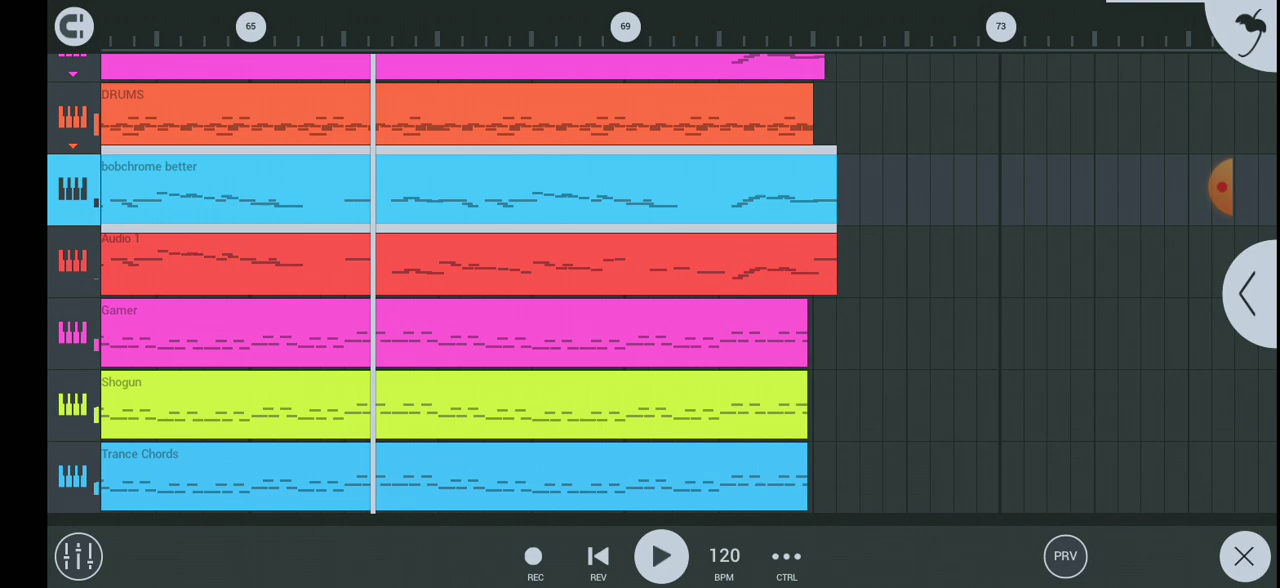 65 69 73
DRUMS
bobchrome better
Audio 1
Gamer
Shogun
Trance Chords
120 PRV
REC REV BPM CTRL